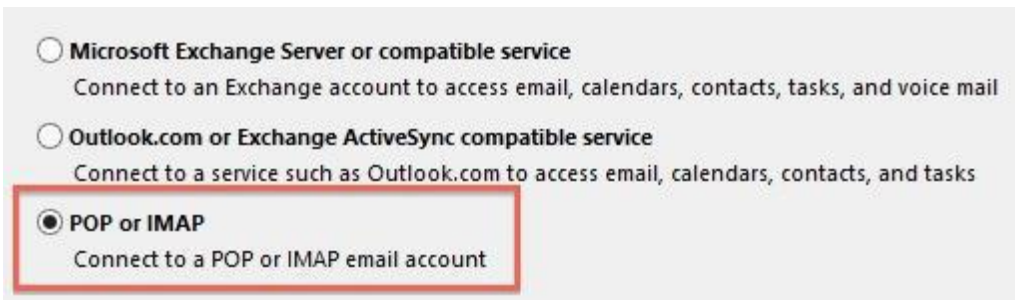 Microsoft Exchange Server or compatible service
Connect to an Exchange account to access email, calendars, contacts, tasks, and voice mail
Outlook.com or Exchange ActiveSync compatible service
Connect to a service such as Outlook.com to access email, calendars, contacts, and tasks
POP or IMAP
Connect to a POP or IMAP email account